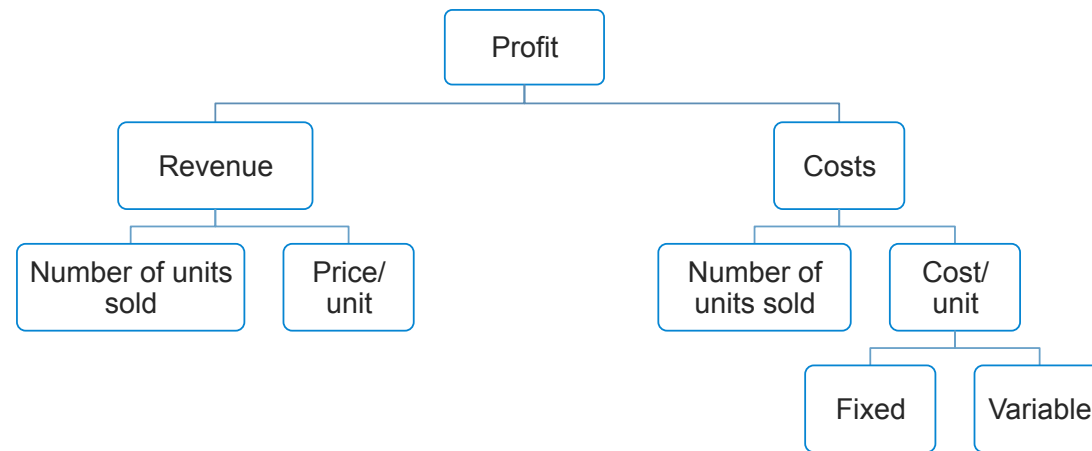 Profit
Revenue
Costs
Number of units
sold
Price/
unit
Number of
units sold
Cost/
unit
Fixed
Variable